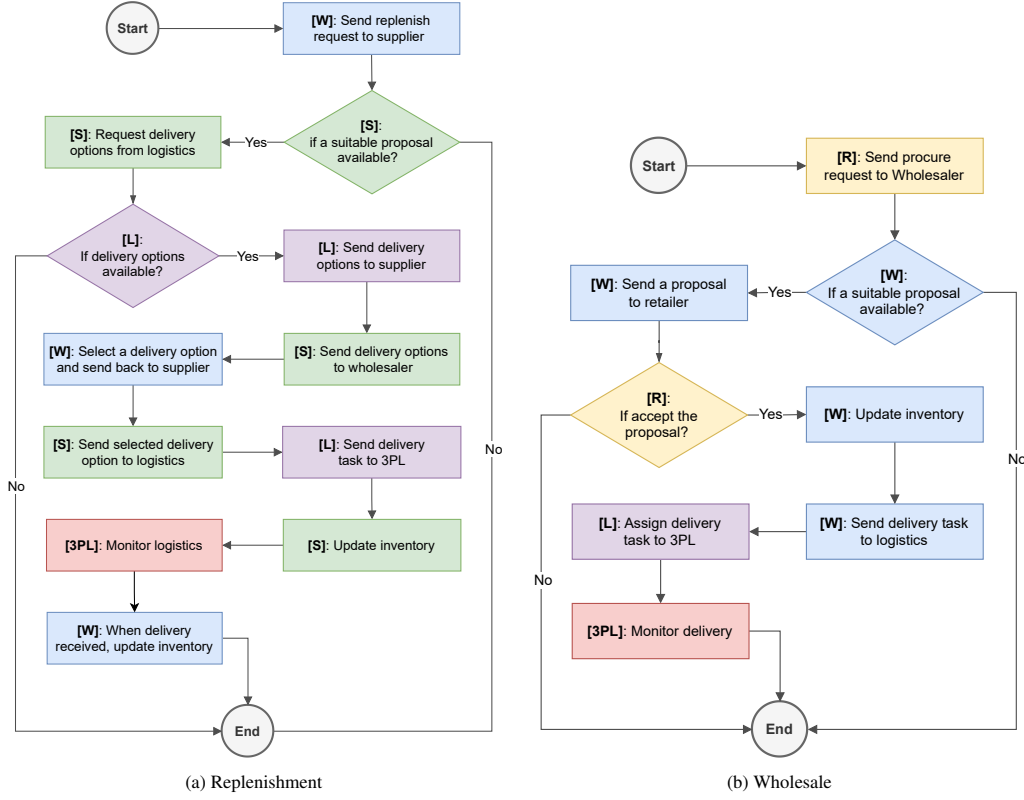 Start
[W]: Send replenish
request to supplier
[S]:
if a suitable proposal
available?
Yes
[S]: Request delivery
options from logistics
[L]:
If delivery options
available?
Yes
[L]: Send delivery
options to supplier
[W]: Select a delivery option
and send back to supplier
[S]: Send delivery options
to wholesaler
[S]: Send selected delivery
option to logistics
[L]: Send delivery
task to 3PL
No
No
[3PL]: Monitor logistics
[S]: Update inventory
[W]: When delivery
received, update inventory
End
(a) Replenishment
Start
[R]: Send procure
request to Wholesaler
[W]: Send a proposal
to retailer
Yes
[W]:
If a suitable proposal
available?
[R]:
If accept the
proposal?
Yes
[W]: Update inventory
No
[L]: Assign delivery
task to 3PL
[W]: Send delivery task
to logistics
No
[3PL]: Monitor delivery
End
(b) Wholesale